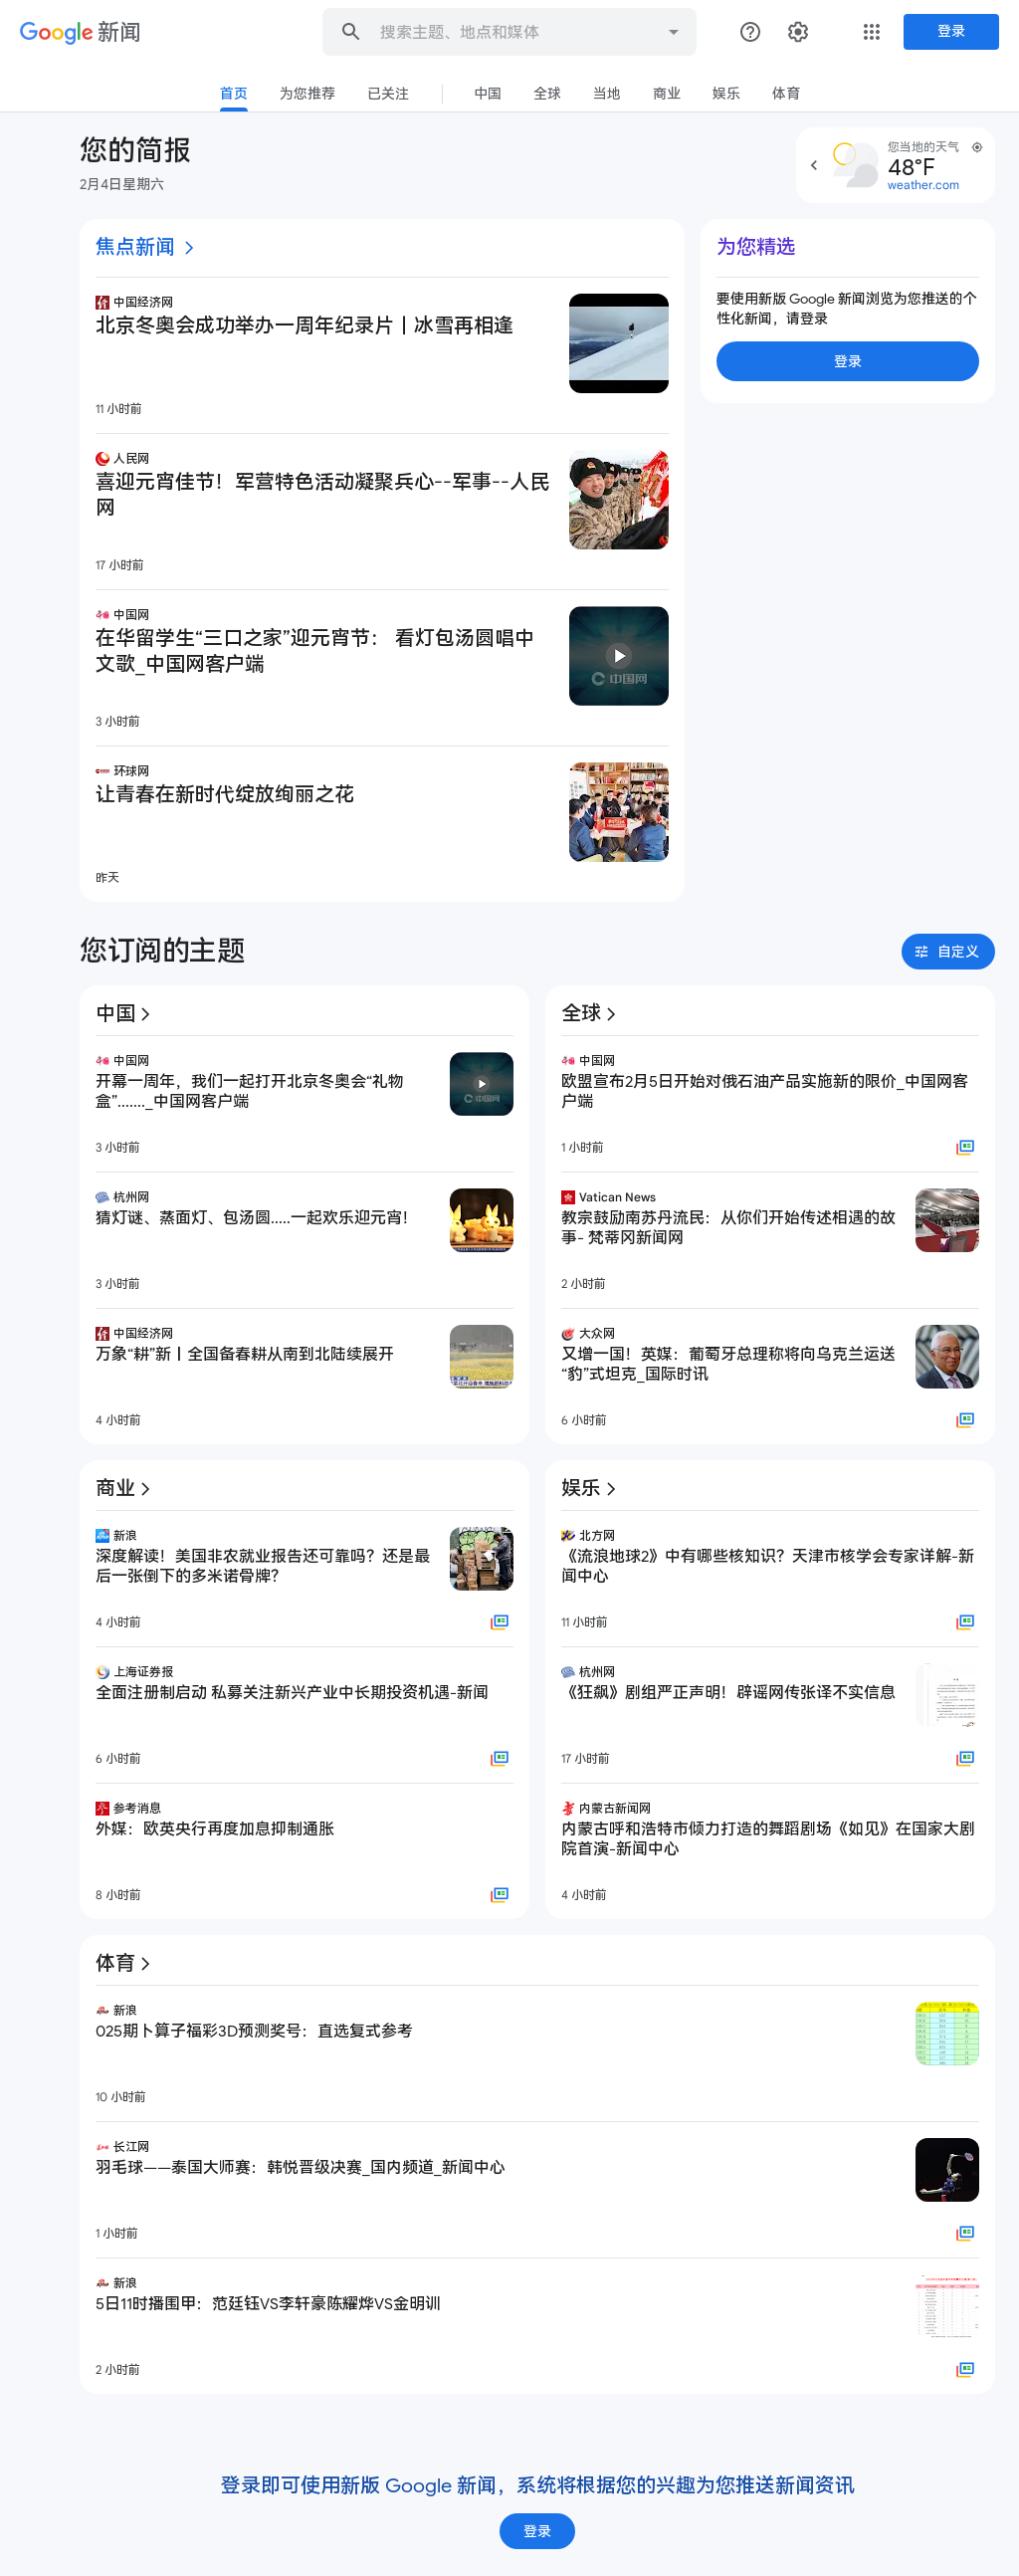 Google 新闻
搜索主题、地点和媒体
登录
首页
为您推荐
已关注
中国
全球
当地
商业
娱乐
体育
您的简报
2月4日星期六
您当地的天气
48°F
weather.com
焦点新闻
中国经济网
北京冬奥会成功举办一周年纪录片丨冰雪再相逢
11 小时前
人民网
喜迎元宵佳节！军营特色活动凝聚兵心--军事--人民
网
17 小时前
中国网
在华留学生“三口之家”迎元宵节： 看灯包汤圆唱中
文歌_中国网客户端
中国网
3 小时前
环球网
让青春在新时代绽放绚丽之花
昨天
为您精选
要使用新版 Google 新闻浏览为您推送的个
性化新闻，请登录
登录
您订阅的主题
自定义
中国
中国网
开幕一周年，我们一起打开北京冬奥会“礼物
盒”......._中国网客户端
中国网
3 小时前
杭州网
猜灯谜、蒸面灯、包汤圆.....一起欢乐迎元宵！
3 小时前
中国经济网
万象“耕”新丨全国备春耕从南到北陆续展开
4 小时前
全球
中国网
欧盟宣布2月5日开始对俄石油产品实施新的限价_中国网客
户端
1 小时前
Vatican News
教宗鼓励南苏丹流民：从你们开始传述相遇的故
事- 梵蒂冈新闻网
2 小时前
大众网
又增一国！英媒：葡萄牙总理称将向乌克兰运送
“豹”式坦克_国际时讯
6 小时前
商业
新浪
深度解读！美国非农就业报告还可靠吗？还是最
后一张倒下的多米诺骨牌？
4 小时前
上海证券报
全面注册制启动 私募关注新兴产业中长期投资机遇-新闻
6 小时前
参考消息
外媒：欧英央行再度加息抑制通胀
8 小时前
娱乐
北方网
《流浪地球2》中有哪些核知识？天津市核学会专家详解-新
闻中心
11 小时前
杭州网
《狂飙》剧组严正声明！辟谣网传张译不实信息
17 小时前
内蒙古新闻网
内蒙古呼和浩特市倾力打造的舞蹈剧场《如见》在国家大剧
院首演-新闻中心
4 小时前
体育
新浪
025期卜算子福彩3D预测奖号：直选复式参考
10 小时前
长江网
羽毛球——泰国大师赛：韩悦晋级决赛_国内频道_新闻中心
1 小时前
新浪
5日11时播围甲：范廷钰VS李轩豪陈耀烨VS金明训
2 小时前
登录即可使用新版 Google 新闻，系统将根据您的兴趣为您推送新闻资讯
登录